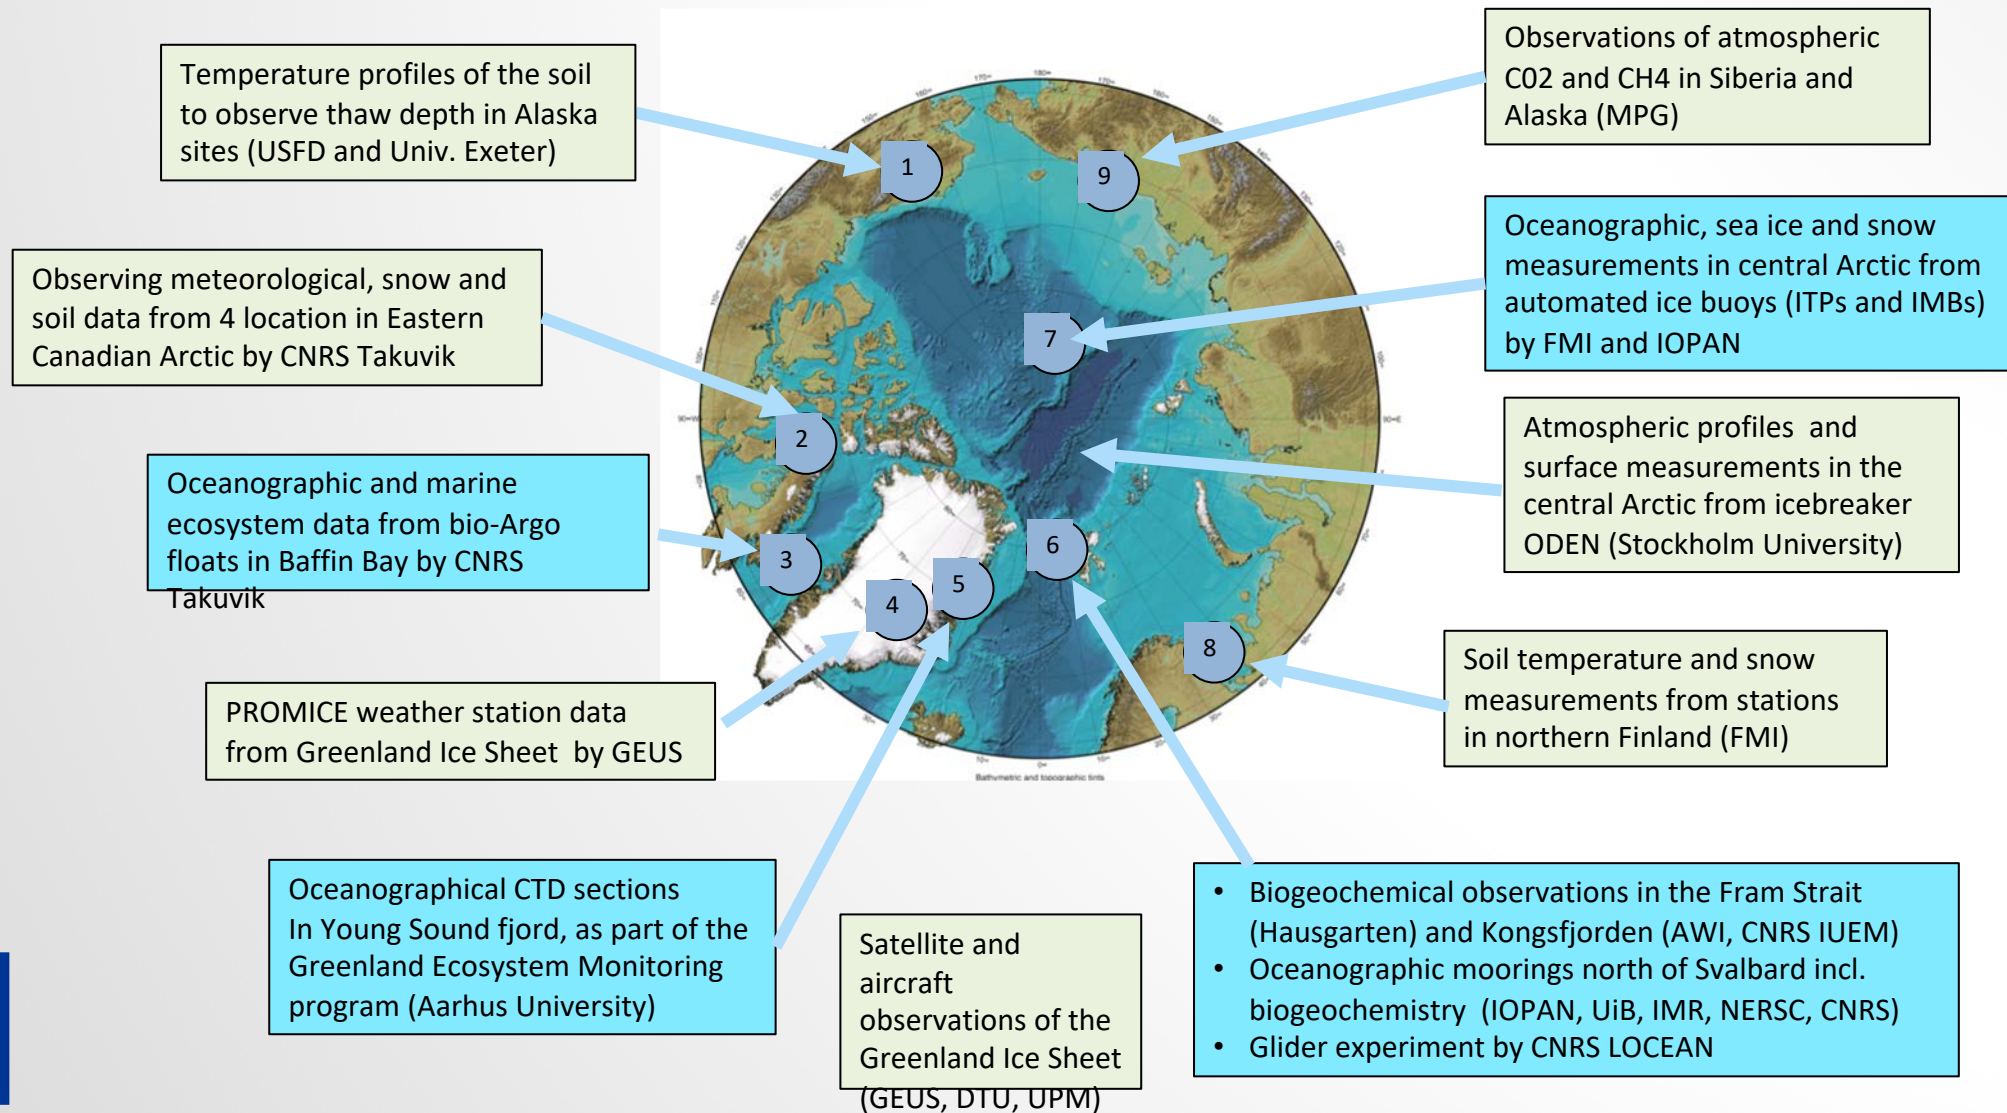 Temperature profiles of the soil
to observe thaw depth in Alaska
sites (USFD and Univ. Exeter)
Observations of atmospheric
C02 and CH4 in Siberia and
Alaska (MPG)
Observing meteorological, snow and
soil data from 4 location in Eastern
Canadian Arctic by CNRS Takuvik
Oceanographic, sea ice and snow
measurements in central Arctic from
automated ice buoys (ITPs and IMBs)
by FMI and IOPAN
Oceanographic and marine
ecosystem data from bio-Argo
floats in Baffin Bay by CNRS
Takuvik
Atmospheric profiles and
surface measurements in the
central Arctic from icebreaker
ODEN (Stockholm University)
PROMICE weather station data
from Greenland Ice Sheet by GEUS
Soil temperature and snow
measurements from stations
in northern Finland (FMI)
Oceanographical CTD sections
In Young Sound fjord, as part of the
Greenland Ecosystem Monitoring
program (Aarhus University)
Satellite and
aircraft
observations of the
Greenland Ice Sheet
(GEUS, DTU, UPM)
• Biogeochemical observations in the Fram Strait
(Hausgarten) and Kongsfjorden (AWI, CNRS IUEM)
• Oceanographic moorings north of Svalbard incl.
biogeochemistry (IOPAN, UiB, IMR, NERSC, CNRS)
• Glider experiment by CNRS LOCEAN
1
9
7
2
3
6
5
4
8
Bathymetric and topographic tints